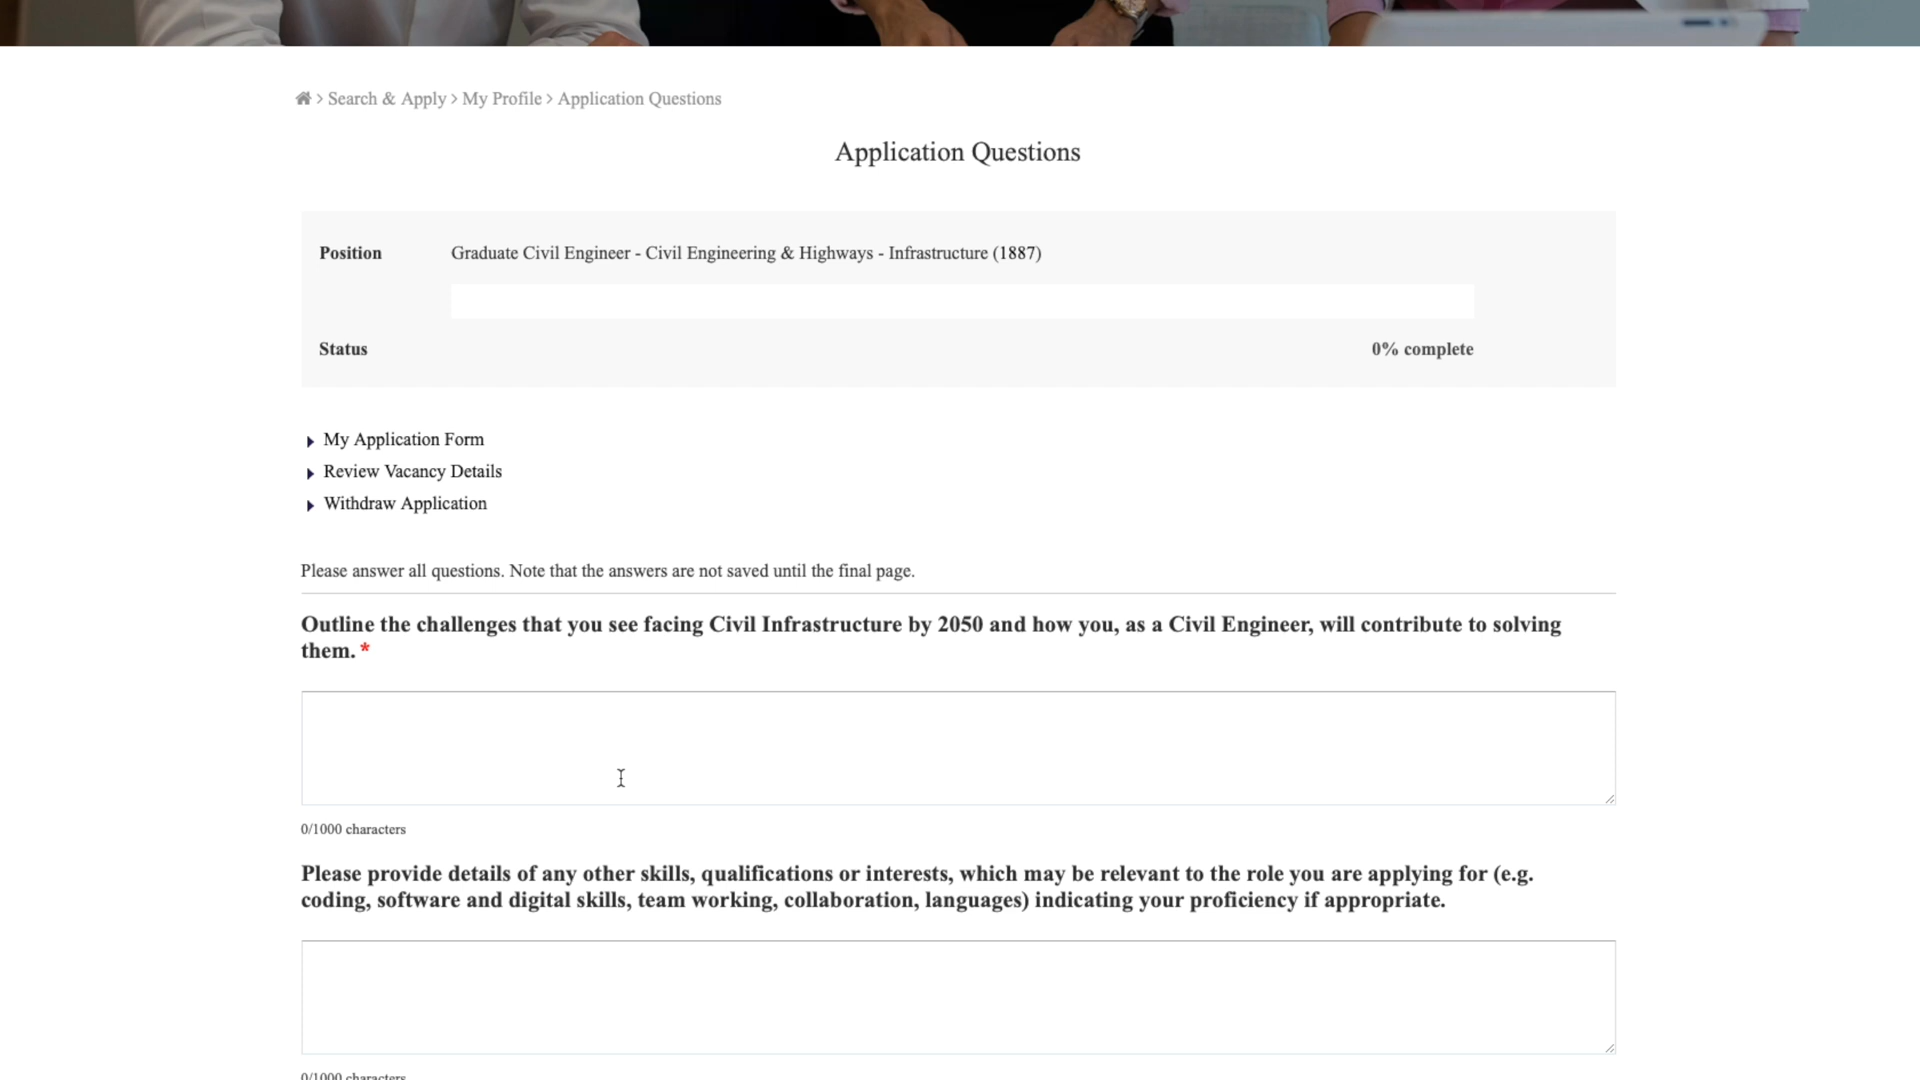 > Search & Apply > My Profile > Application Questions
Application Questions
Position Graduate Civil Engineer - Civil Engineering & Highways - Infrastructure (1887)
Status 0% complete
My Application Form
Review Vacancy Details
Withdraw Application
Please answer all questions. Note that the answers are not saved until the final page.
Outline the challenges that you see facing Civil Infrastructure by 2050 and how you, as a Civil Engineer, will contribute to solving
them. *
0/1000 characters
Please provide details of any other skills, qualifications or interests, which may be relevant to the role you are applying for (e.g.
coding, software and digital skills, team working, collaboration, languages) indicating your proficiency if appropriate.
0/1000 characters